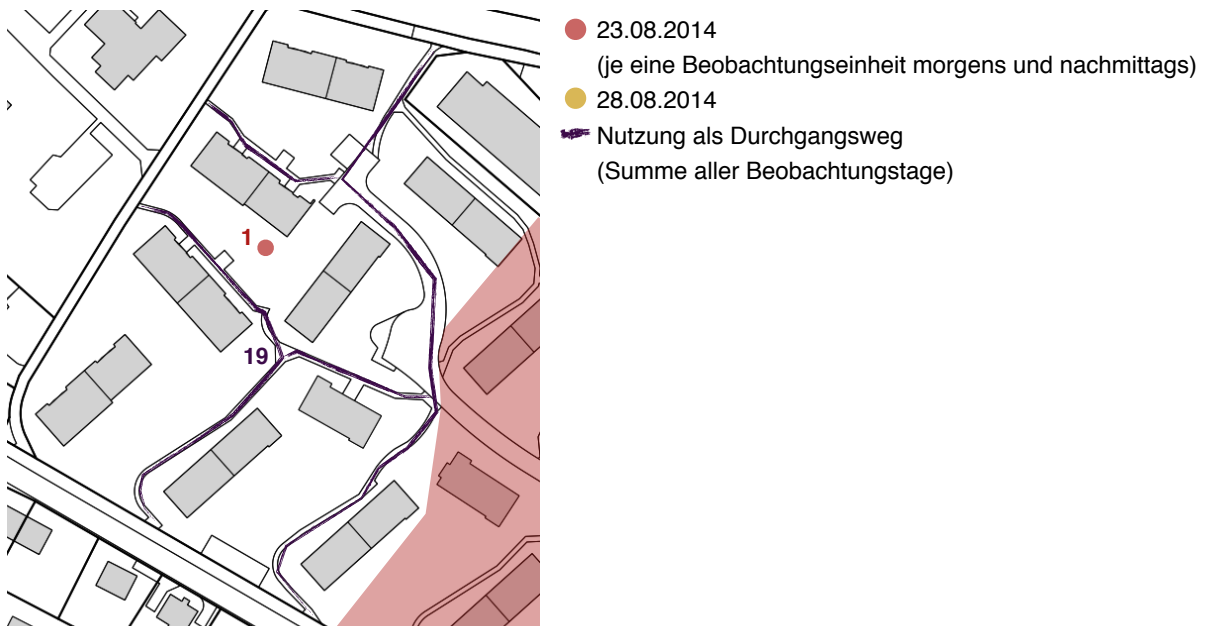 23.08.2014
(je eine Beobachtungseinheit morgens und nachmittags)
28.08.2014
Nutzung als Durchgangsweg
(Summe aller Beobachtungstage)
1
19